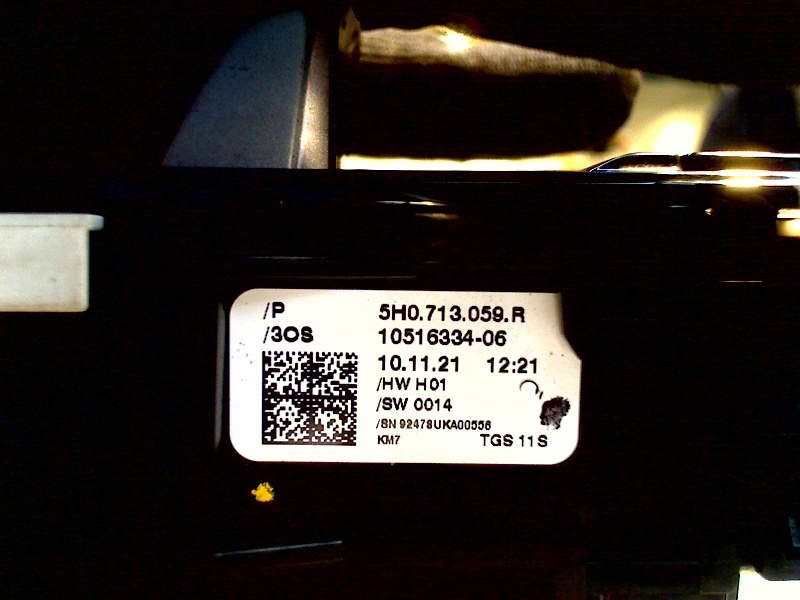 /P 5H0.713.059.R
/3OS 10516334-06
10.11.21 12:21
/HW H01
/SW 0014
/SN 92478UKA00556
KM7 TGS 11S